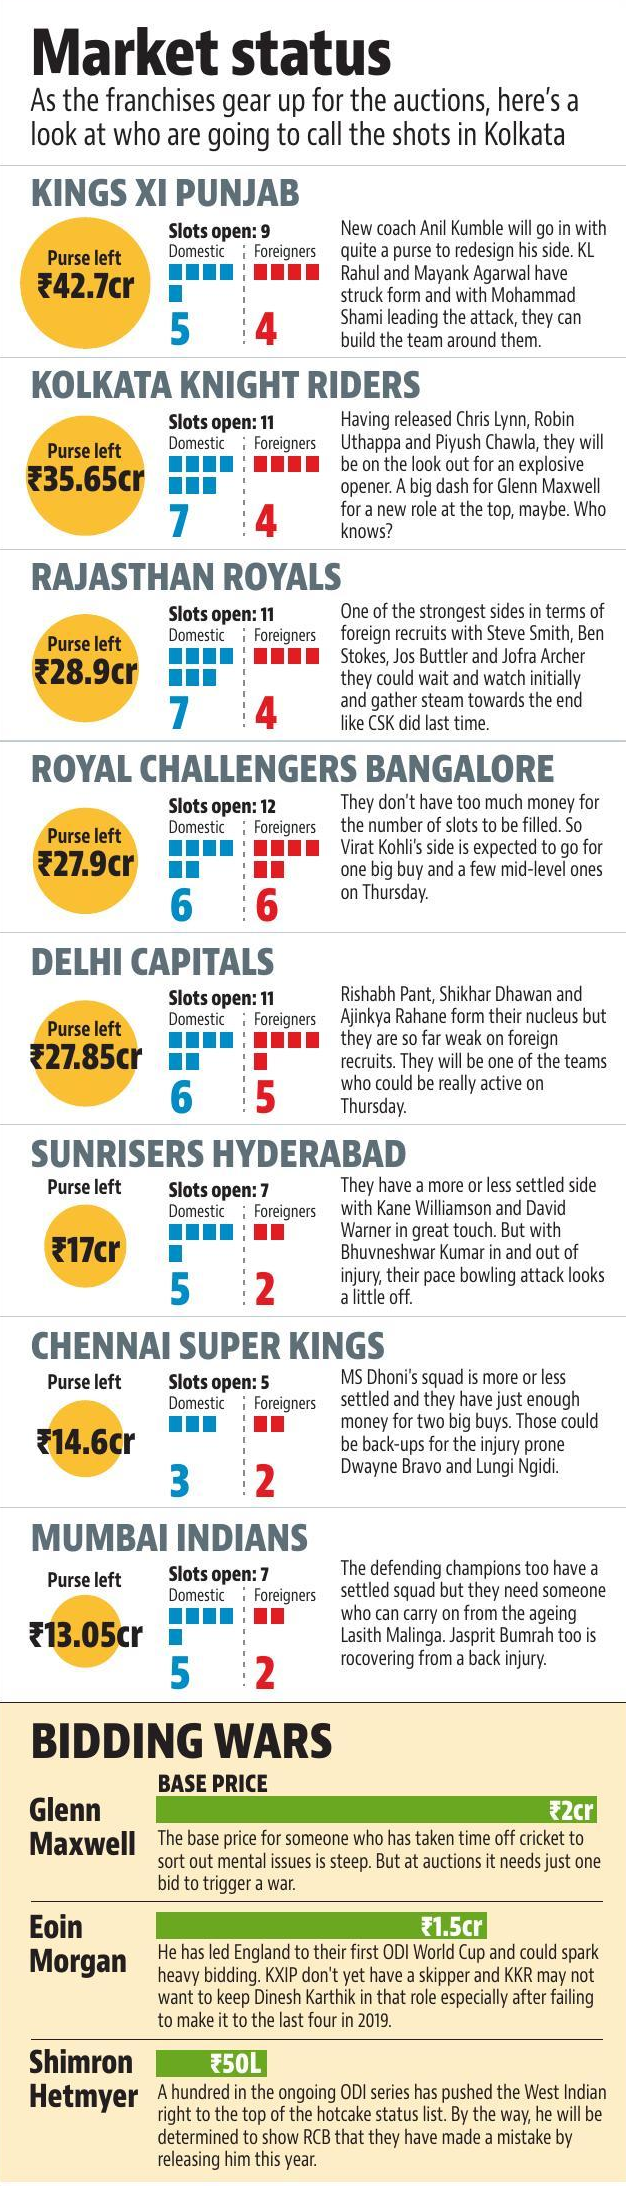 Market status
As the franchises gear up for the auctions, here's a
look at who are going to call the shots in Kolkata
KINGS XI PUNJAB
Purse left
₹42.7cr
Slots open: 9
Domestic Foreigners
5 4
New coach Anil Kumble will go in with
quite a purse to redesign his side. KL
Rahul and Mayank Agarwal have
struck form and with Mohammad
Shami leading the attack, they can
build the team around them.
KOLKATA KNIGHT RIDERS
Purse left
₹35.65cr
Slots open: 11
Domestic Foreigners
7 4
Having released Chris Lynn, Robin
Uthappa and Piyush Chawla, they will
be on the look out for an explosive
opener. A big dash for Glenn Maxwell
for a new role at the top, maybe. Who
knows?
RAJASTHAN ROYALS
Purse left
₹28.9cr
Slots open: 11
Domestic Foreigners
7 4
One of the strongest sides in terms of
foreign recruits with Steve Smith, Ben
Stokes, Jos Buttler and Jofra Archer
they could wait and watch initially
and gather steam towards the end
like CSK did last time.
ROYAL CHALLENGERS BANGALORE
Purse left
₹27.9cr
Slots open: 12
Domestic Foreigners
6 6
They don't have too much money for
the number of slots to be filled. So
Virat Kohli's side is expected to go for
one big buy and a few mid-level ones
on Thursday.
DELHI CAPITALS
Purse left
₹27.85cr
Slots open: 11
Domestic Foreigners
6 5
Rishabh Pant, Shikhar Dhawan and
Ajinkya Rahane form their nucleus but
they are so far weak on foreign
recruits. They will be one of the teams
who could be really active on
Thursday.
SUNRISERS HYDERABAD
Purse left
₹17cr
Slots open: 7
Domestic Foreigners
5 2
They have a more or less settled side
with Kane Williamson and David
Warner in great touch. But with
Bhuvneshwar Kumar in and out of
injury, their pace bowling attack looks
a little off.
CHENNAI SUPER KINGS
Purse left
₹14.6cr
Slots open: 5
Domestic Foreigners
3 2
MS Dhoni's squad is more or less
settled and they have just enough
money for two big buys. Those could
be back-ups for the injury prone
Dwayne Bravo and Lungi Ngidi.
MUMBAI INDIANS
Purse left
₹13.05cr
Slots open: 7
Domestic Foreigners
5 2
The defending champions too have a
settled squad but they need someone
who can carry on from the ageing
Lasith Malinga. Jasprit Bumrah too is
rocovering from a back injury.
BIDDING WARS
BASE PRICE
Glenn
Maxwell
₹2cr
The base price for someone who has taken time off cricket to
sort out mental issues is steep. But at auctions it needs just one
bid to trigger a war.
Eoin
Morgan
₹1.5cr
He has led England to their first ODI World Cup and could spark
heavy bidding. KXIP don't yet have a skipper and KKR may not
want to keep Dinesh Karthik in that role especially after failing
to make it to the last four in 2019.
Shimron
Hetmyer
₹50L
A hundred in the ongoing ODI series has pushed the West Indian
right to the top of the hotcake status list. By the way, he will be
determined to show RCB that they have made a mistake by
releasing him this year.